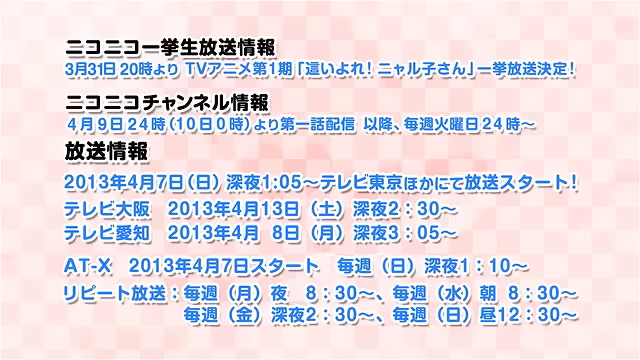 ニコニコ一挙生放送情報
3月31日 20時より TVアニメ第1期「這いよれ!ニャル子さん」一挙放送決定!
ニコニコチャンネル情報
4月9日24時(10日0時)より第一話配信 以降、毎週火曜日24時〜
放送情報
2013年4月7日(日)深夜1:05〜テレビ東京ほかにて放送スタート!
テレビ大阪 2013年4月13日(土)深夜2:30〜
テレビ愛知 2013年4月 8日(月)深夜3:05〜
AT-X 2013年4月7日スタート 毎週(日)深夜1:10〜
リピート放送:毎週(月)夜 8:30〜、毎週(水)朝 8:30〜
毎週(金)深夜2:30〜、毎週(日)昼12:30〜